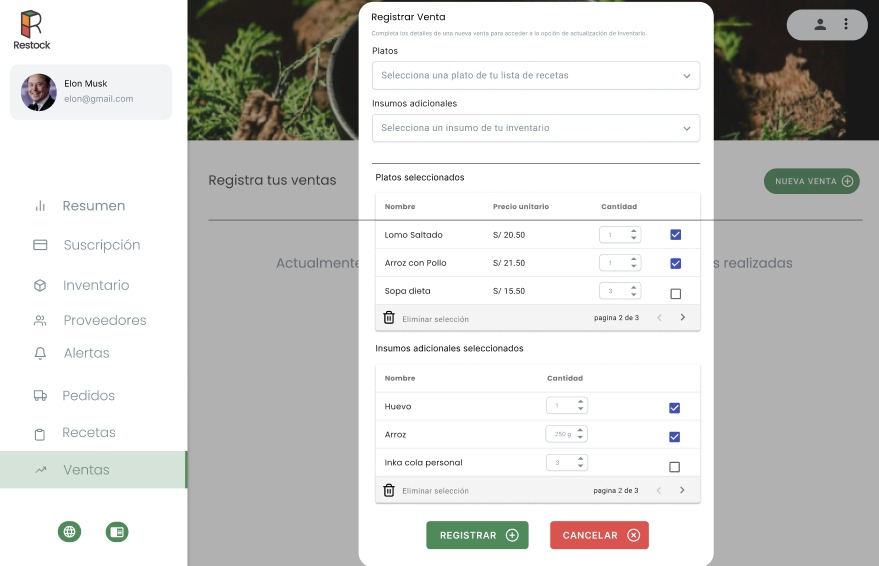 Restock
Elon Musk
elon@gmail.com
Resumen
Suscripción
Inventario
Proveedores
Alertas
Pedidos
Recetas
Ventas
Registra tus ventas
NUEVA VENTA
Actualmente
s realizadas
Registrar Venta
Completa los detalles de una nueva venta para acceder a la opción de actualización de inventario.
Platos
Selecciona una plato de tu lista de recetas
Insumos adicionales
Selecciona un insumo de tu inventario
Platos seleccionados
Nombre Precio unitario Cantidad
Lomo Saltado S/ 20.50 1
Arroz con Pollo S/ 21.50 1
Sopa dieta S/ 15.50 3
Eliminar selección pagina 2 de 3
Insumos adicionales seleccionados
Nombre Cantidad
Huevo 1
Arroz 250 g
Inka cola personal 3
Eliminar selección pagina 2 de 3
REGISTRAR CANCELAR